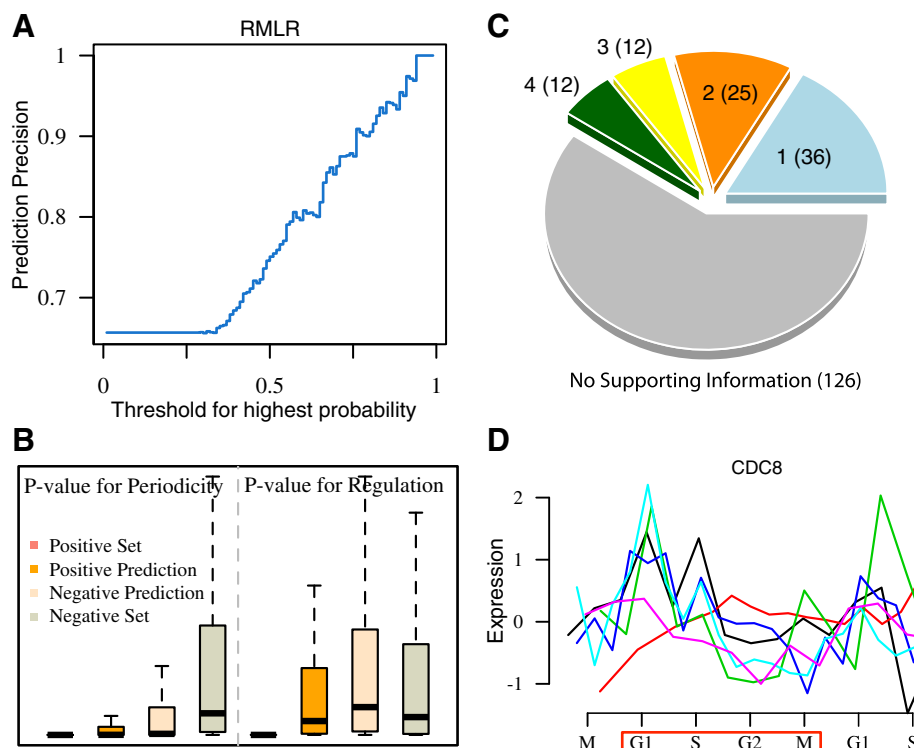 A
RMLR
Prediction Precision
1
0.9
0.8
0.7
0
0.5
1
Threshold for highest probability
B
P-value for Periodicity
P-value for Regulation
Positive Set
Positive Prediction
Negative Prediction
Negative Set
C
4 (12)
3 (12)
2 (25)
1 (36)
No Supporting Information (126)
D
CDC8
Expression
2
1
0
-1
M
G1
S
G2
M
G1
S